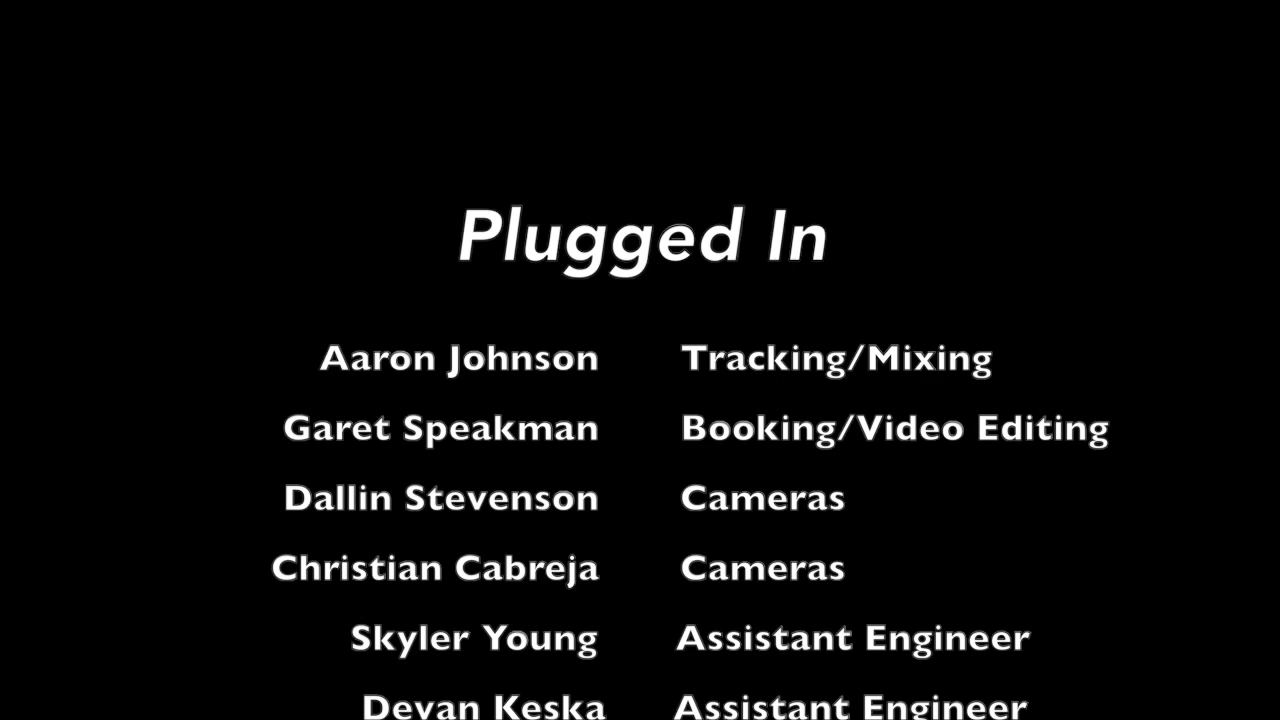 Plugged In
Aaron Johnson Tracking/Mixing
Garet Speakman Booking/Video Editing
Dallin Stevenson Cameras
Christian Cabreja Cameras
Skyler Young Assistant Engineer
Devan Keska Assistant Engineer